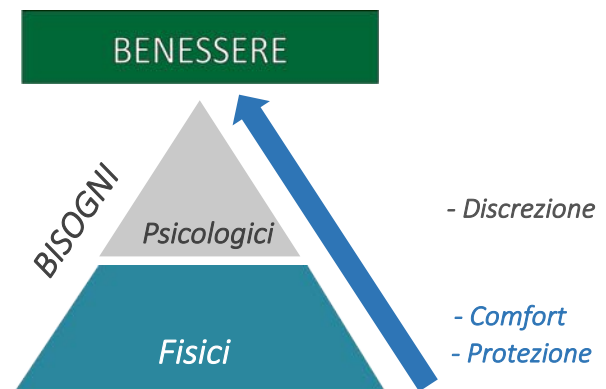 BENESSERE
BISOGNI
Psicologici
- Discrezione
Fisici
- Comfort
- Protezione